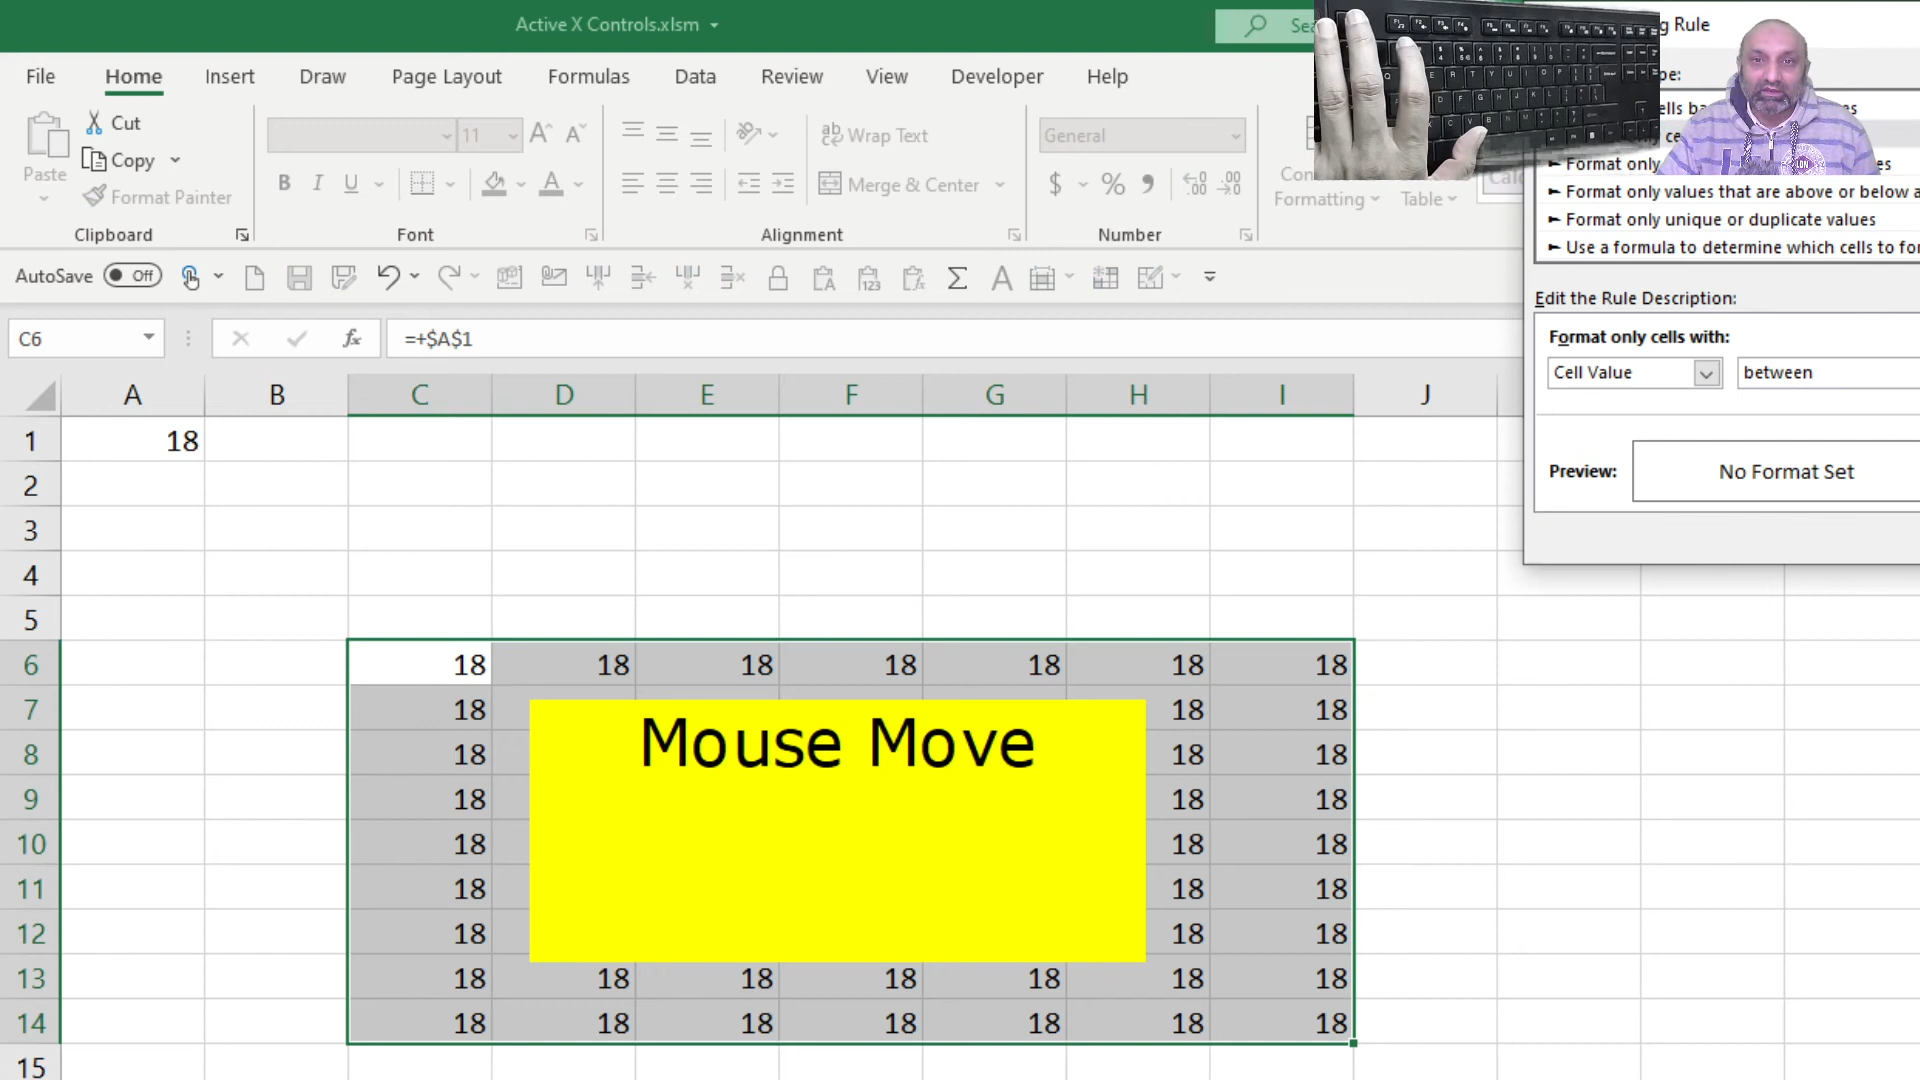 Active X Controls.xlsm
File Home Insert Draw Page Layout Formulas Data Review View Developer Help
Paste
Cut
Copy
Format Painter
Clipboard
11
B I U
Font
Wrap Text
Merge & Center
Alignment
General
$ %
Number
Formatting
Table
AutoSave Off
C6 fx =+$A$1
A B C D E F G H I J
1 18
2
3
4
5
6 18 18 18 18 18 18 18
7 18 18 18
8 18 18 18
9 18 18 18
10 18 18 18
11 18 18 18
12 18 18 18
13 18 18 18 18 18 18 18
14 18 18 18 18 18 18 18
15
Mouse Move
Rule
Format only
Format only values that are above or below a
Format only unique or duplicate values
Use a formula to determine which cells to for
Edit the Rule Description:
Format only cells with:
Cell Value between
Preview: No Format Set